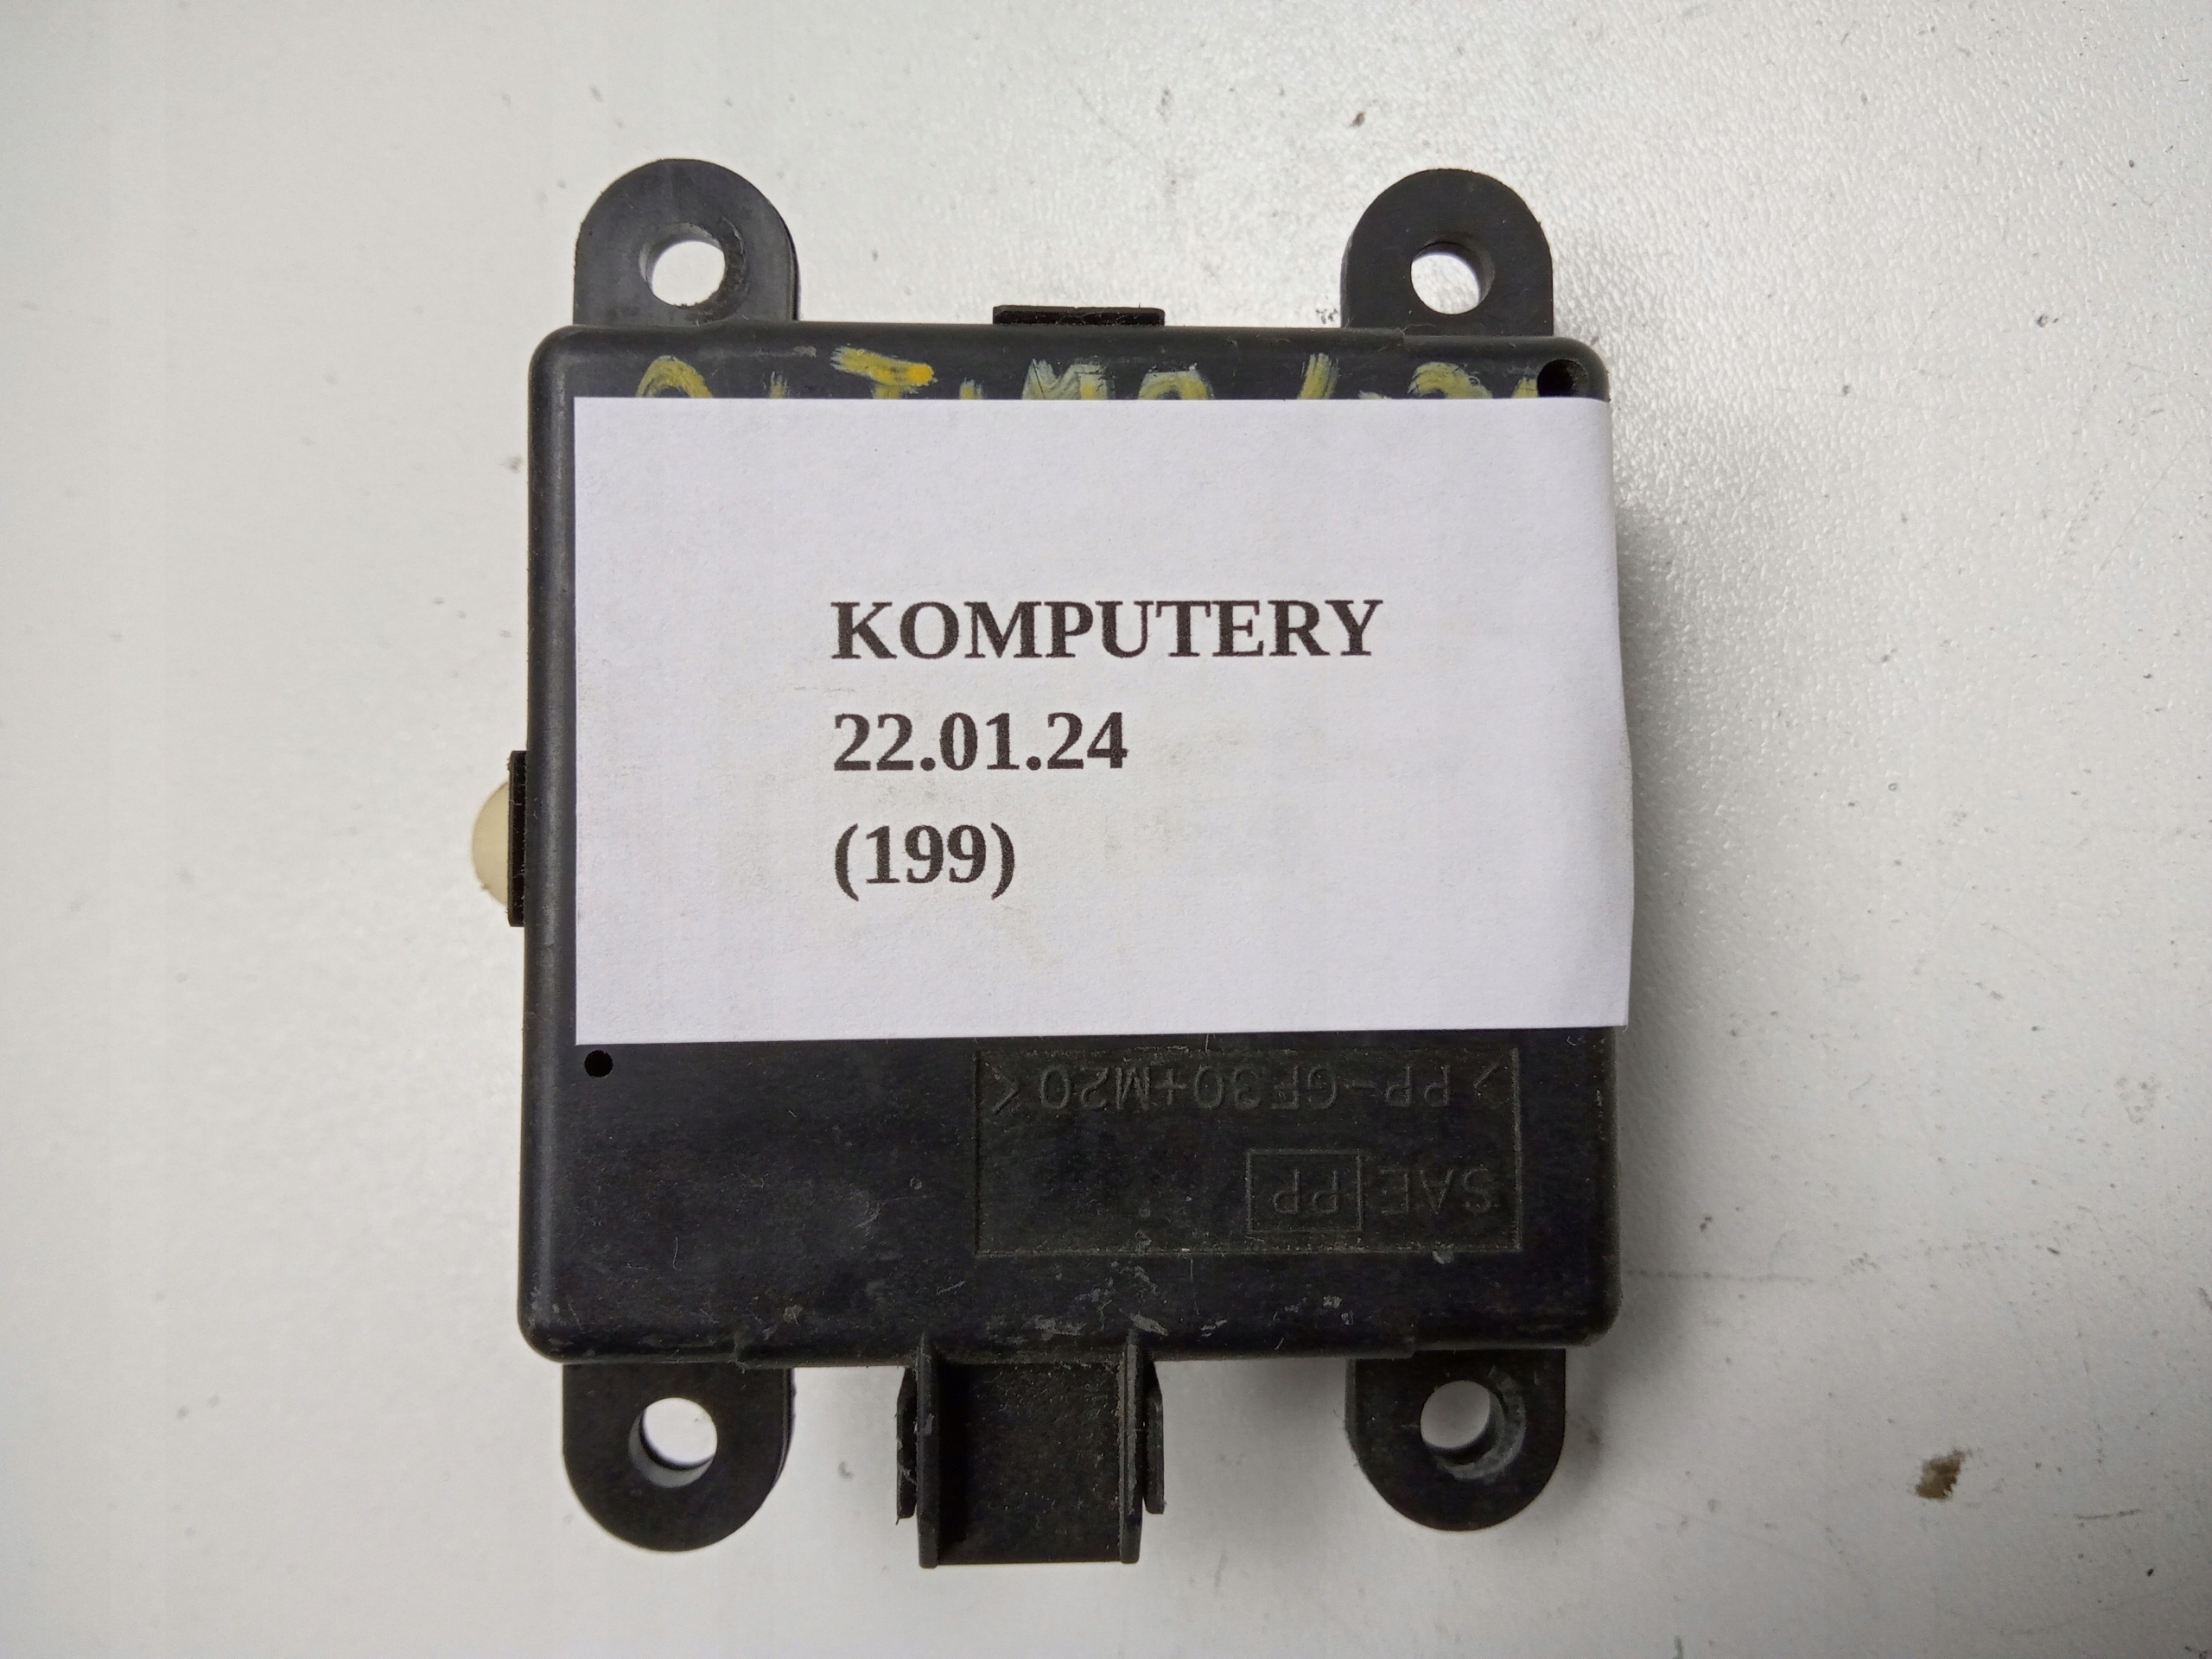 KOMPUTERY
22.01.24
(199)
>PP-GF30+M20<
SAE PP